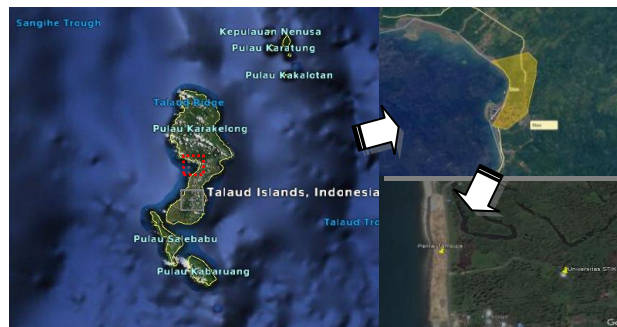 Sangihe Trough
Kepulauan Nenusa
Pulau Karatung
Pulau Kakalotan
Talaud Ridge
Pulau Karakelong
Talaud Islands, Indonesia
Talaud Tro
Pulau Salebabu
Pulau Kabaruang
Universitas STIK